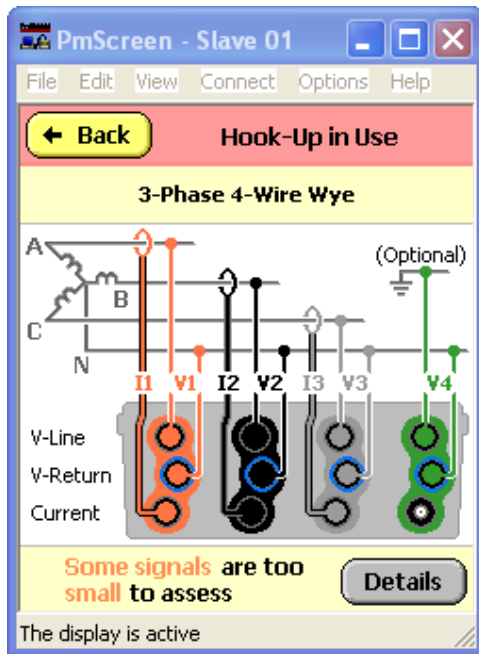 PmScreen - Slave 01
File Edit View Connect Options Help
← Back Hook-Up in Use
3-Phase 4-Wire Wye
A
(Optional)
B
C
N
I1 V1 I2 V2 I3 V3 V4
V-Line
V-Return
Current
Some signals are too
small to assess
Details
The display is active